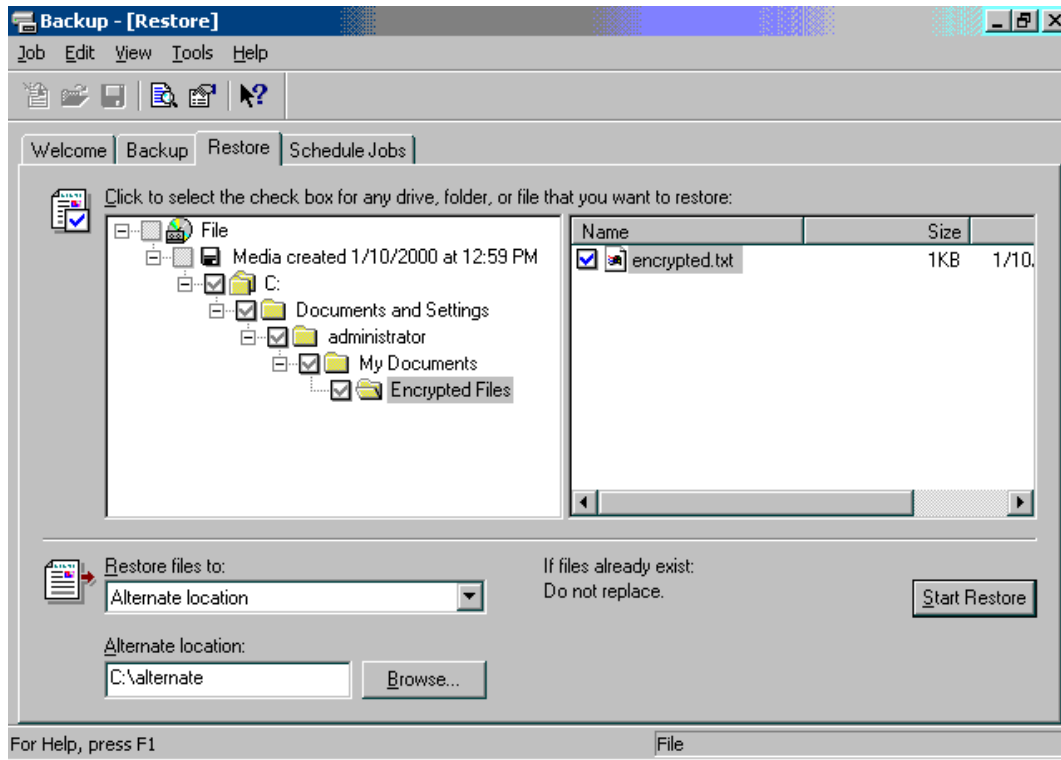 Backup - [Restore]
Job Edit View Tools Help
Welcome Backup Restore Schedule Jobs
Click to select the check box for any drive, folder, or file that you want to restore:
File
Media created 1/10/2000 at 12:59 PM
C:
Documents and Settings
administrator
My Documents
Encrypted Files
Name Size
encrypted.txt 1KB 1/10.
Restore files to:
Alternate location
Alternate location:
C:\alternate
Browse...
If files already exist:
Do not replace.
Start Restore
For Help, press F1
File